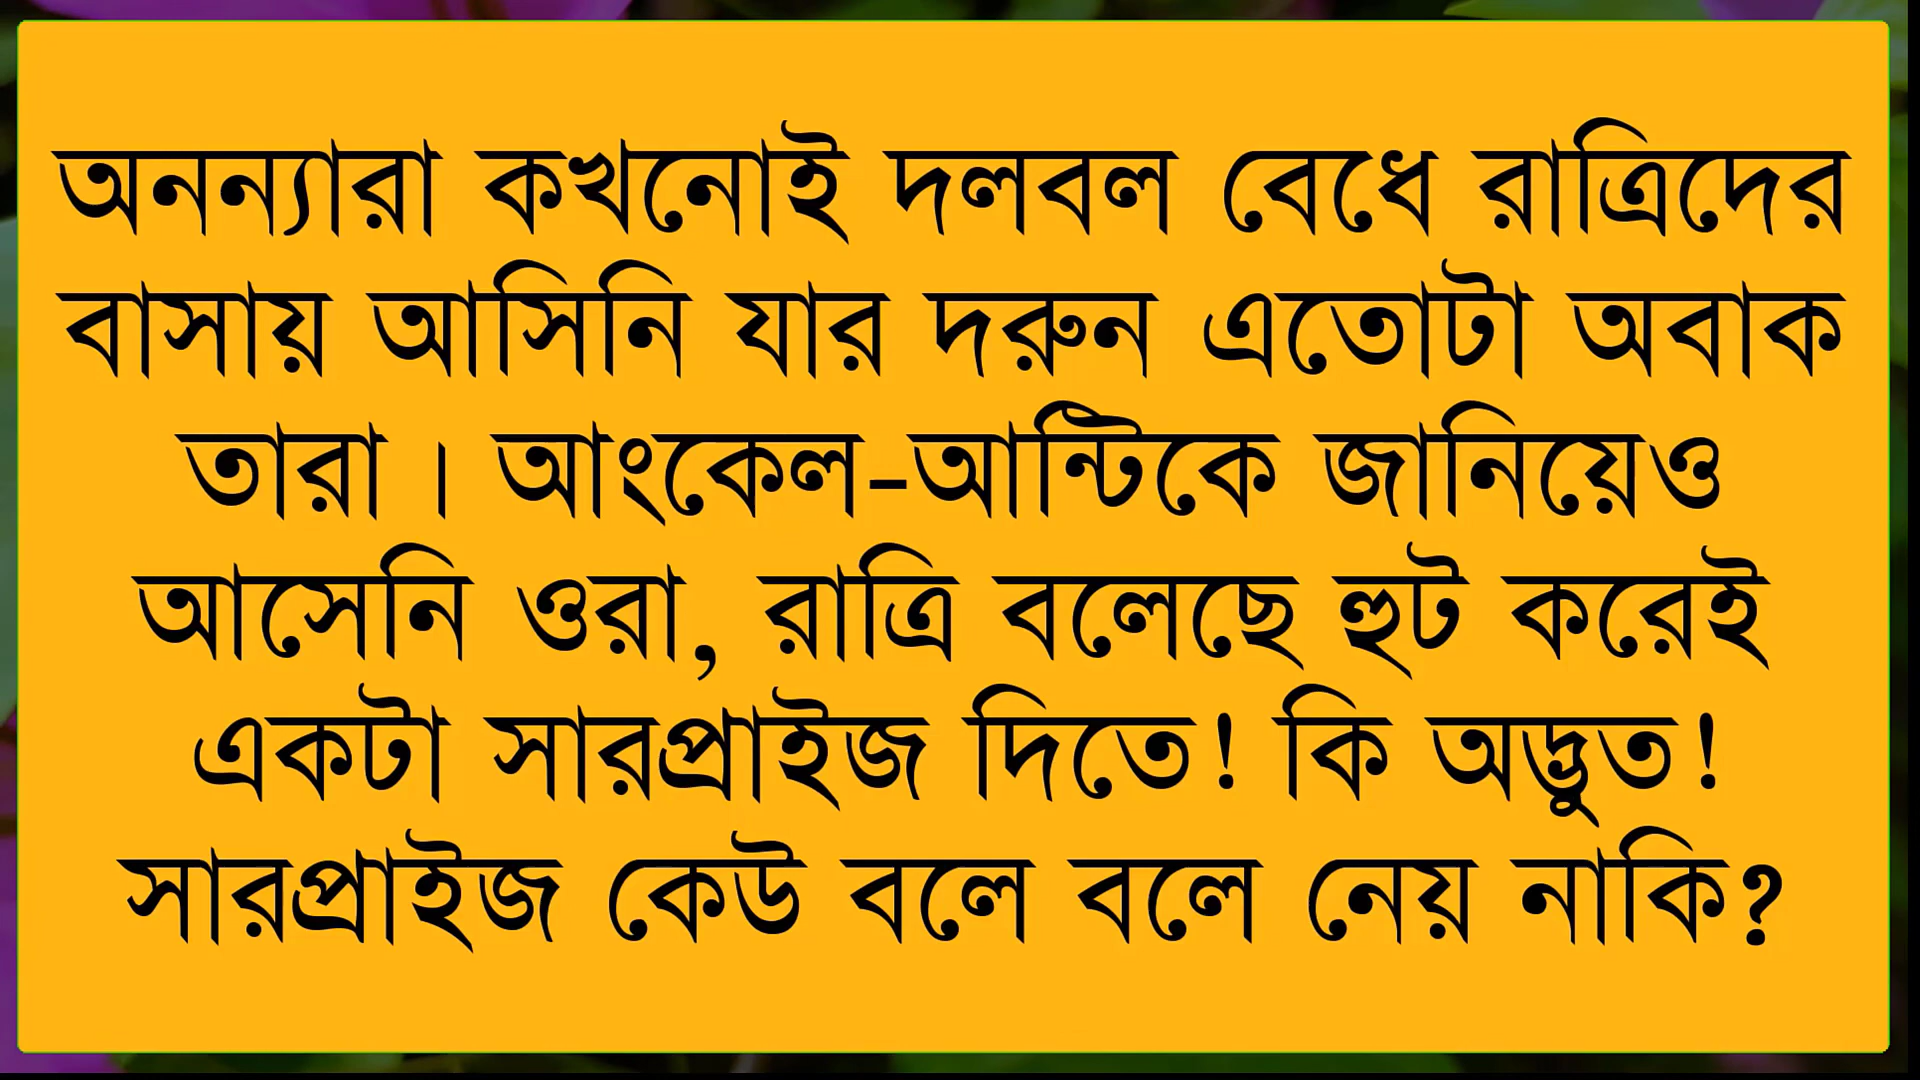 অনন্যারা কখনোই দলবল বেধে রাত্রিদের
বাসায় আসিনি যার দরুন এতোটা অবাক
তারা। আংকেল-আন্টিকে জানিয়েও
আসেনি ওরা, রাত্রি বলেছে হুট করেই
একটা সারপ্রাইজ দিতে! কি অদ্ভুত!
সারপ্রাইজ কেউ বলে বলে নেয় নাকি?